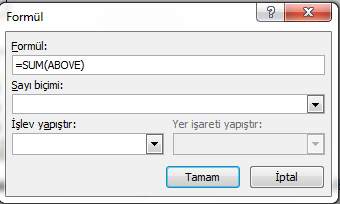 Formül
Formül:
=SUM(ABOVE)
Sayı biçimi:
İşlev yapıştır: Yer işareti yapıştır:
Tamam İptal